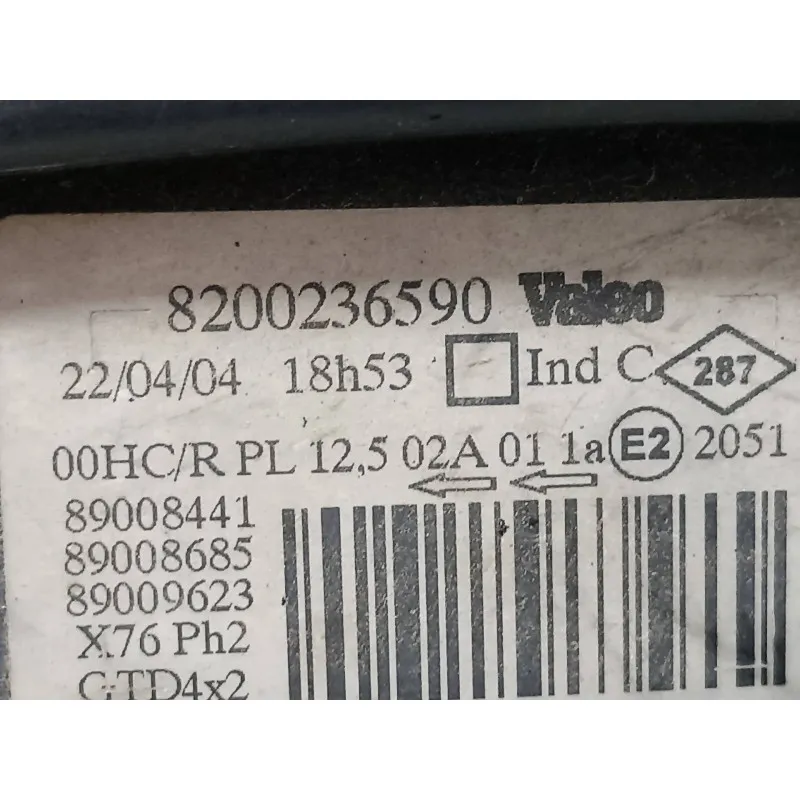 8200236590 Valeo
22/04/04 18h53 Ind C 287
00HC/R PL 12,5 02A 01 1a E2 2051
89008441
89008685
89009623
X76 Ph2
GTD4x2